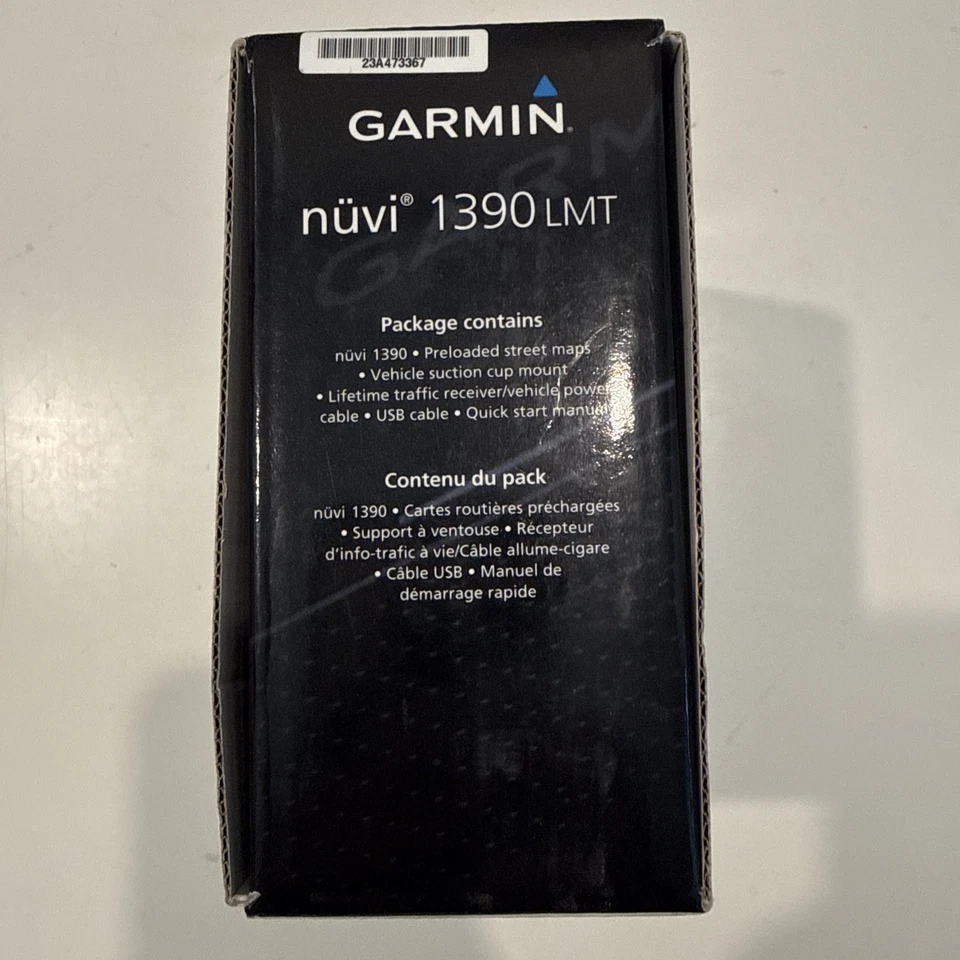 23A473367
GARMIN
nüvi® 1390 LMT
Package contains
nüvi 1390 • Preloaded street maps
• Vehicle suction cup mount
• Lifetime traffic receiver/vehicle power
cable • USB cable • Quick start manual
Contenu du pack
nüvi 1390 • Cartes routières préchargées
• Support à ventouse • Récepteur
d'info-trafic à vie/Câble allume-cigare
• Câble USB • Manuel de
démarrage rapide